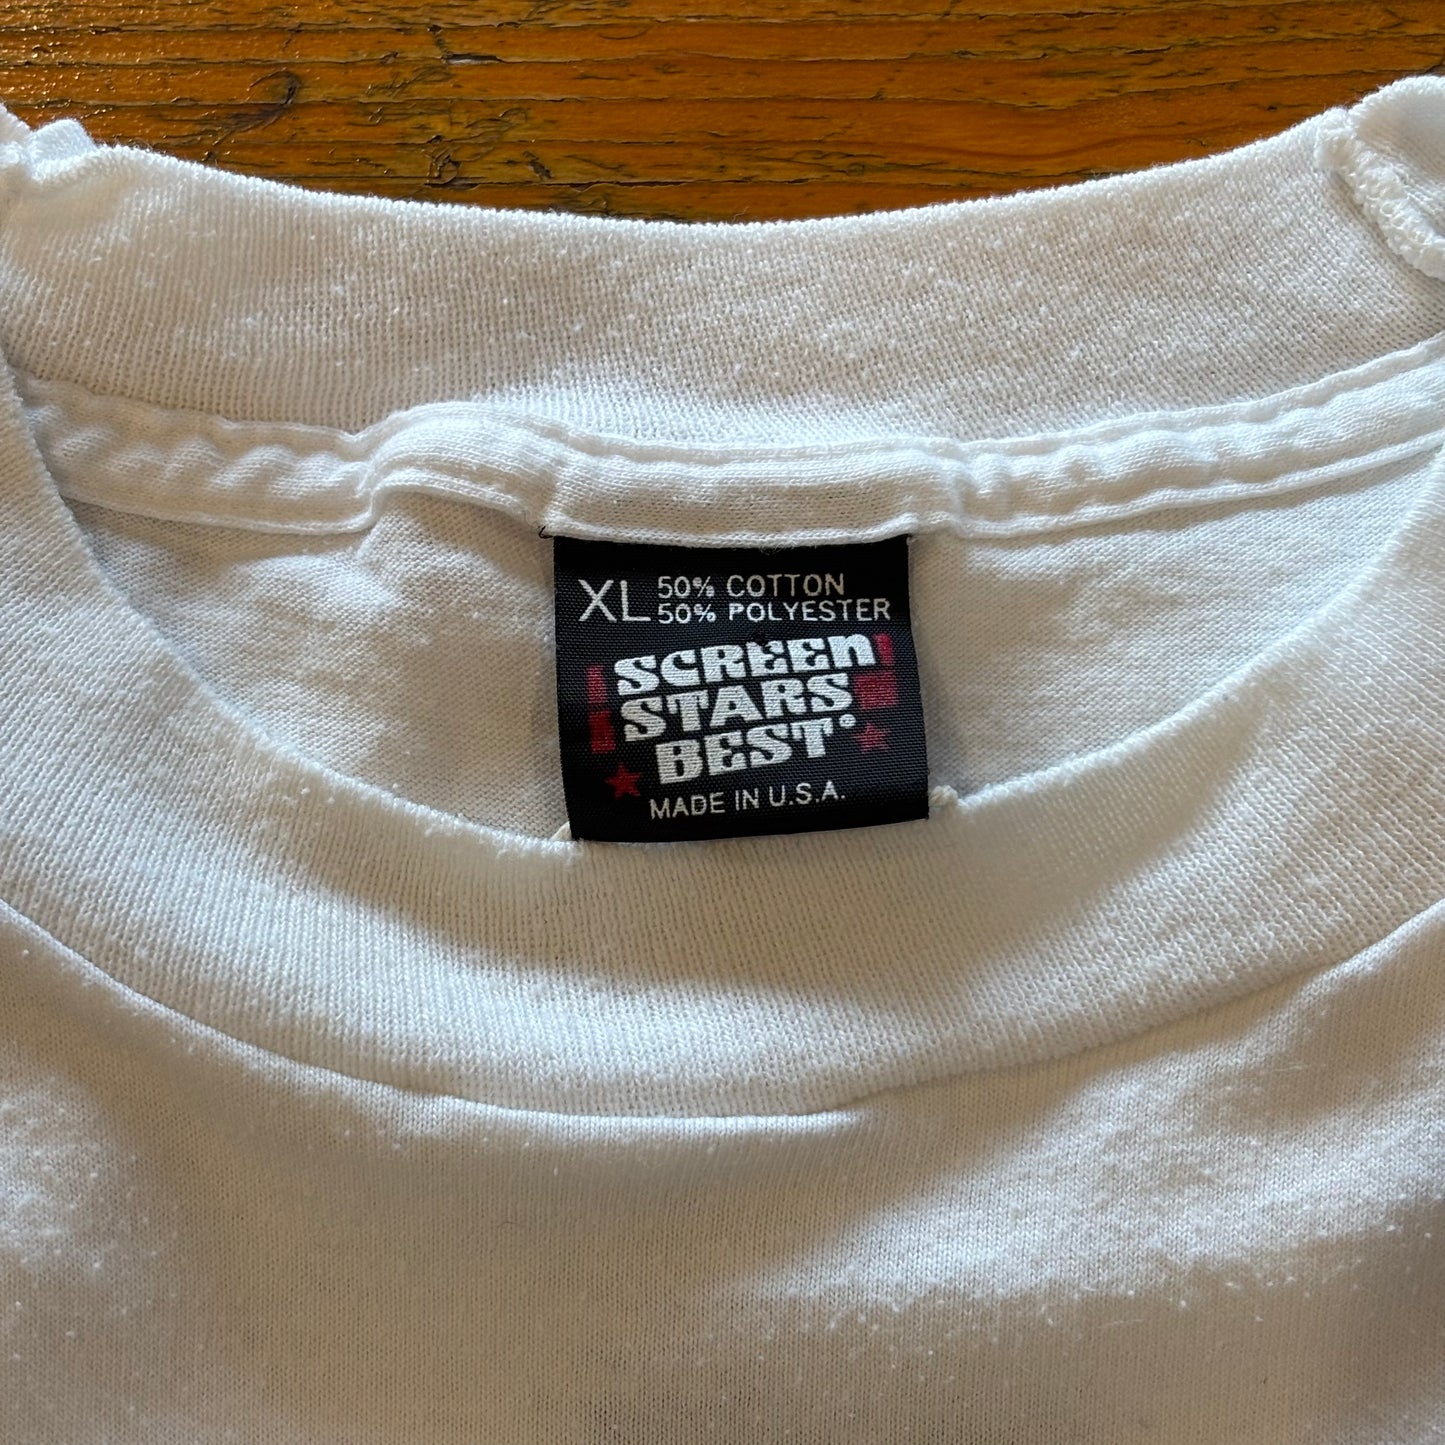 XL 50% COTTON
50% POLYESTER
SCREEN
STARS
BEST®
MADE IN U.S.A.